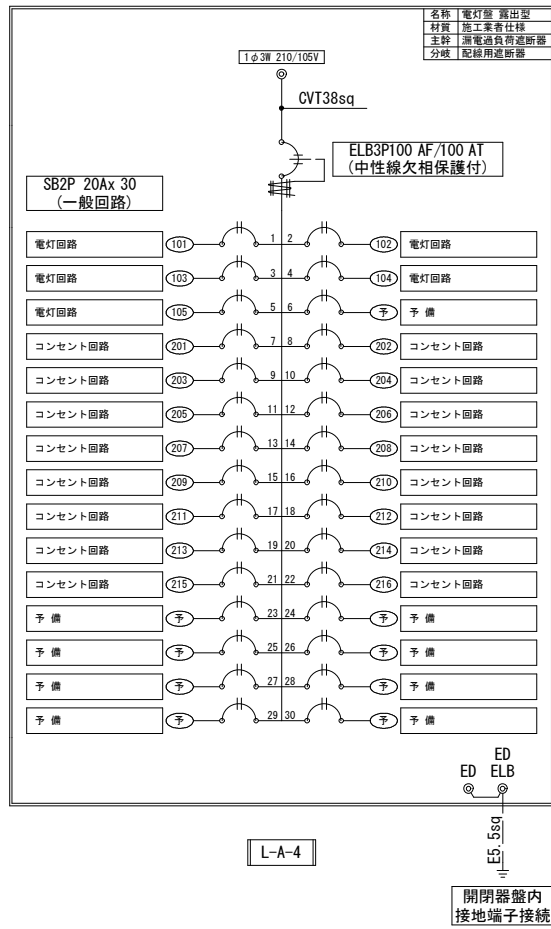 名称 電灯盤 露出型
材質 施工業者仕様
主幹 漏電過負荷遮断器
分岐 配線用遮断器
1φ3W 210/105V
CVT38sq
ELB3P100 AF/100 AT
(中性線欠相保護付)
SB2P 20Ax 30
(一般回路)
電灯回路 101 1 2 102 電灯回路
電灯回路 103 3 4 104 電灯回路
電灯回路 105 5 6 予 予 備
コンセント回路 201 7 8 202 コンセント回路
コンセント回路 203 9 10 204 コンセント回路
コンセント回路 205 11 12 206 コンセント回路
コンセント回路 207 13 14 208 コンセント回路
コンセント回路 209 15 16 210 コンセント回路
コンセント回路 211 17 18 212 コンセント回路
コンセント回路 213 19 20 214 コンセント回路
コンセント回路 215 21 22 216 コンセント回路
予 備 予 23 24 予 予 備
予 備 予 25 26 予 予 備
予 備 予 27 28 予 予 備
予 備 予 29 30 予 予 備
ED
ED ELB
E5.5sq
L-A-4
開閉器盤内
接地端子接続